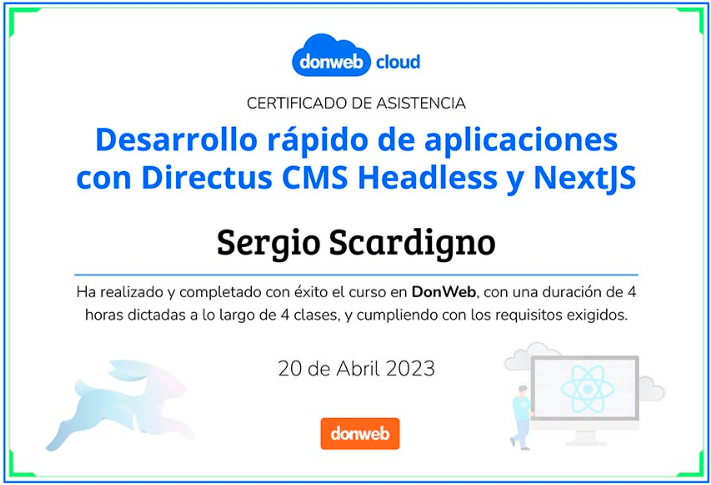 donweb cloud
CERTIFICADO DE ASISTENCIA
Desarrollo rápido de aplicaciones
con Directus CMS Headless y NextJS
Sergio Scardigno
Ha realizado y completado con éxito el curso en DonWeb, con una duración de 4
horas dictadas a lo largo de 4 clases, y cumpliendo con los requisitos exigidos.
20 de Abril 2023
donweb